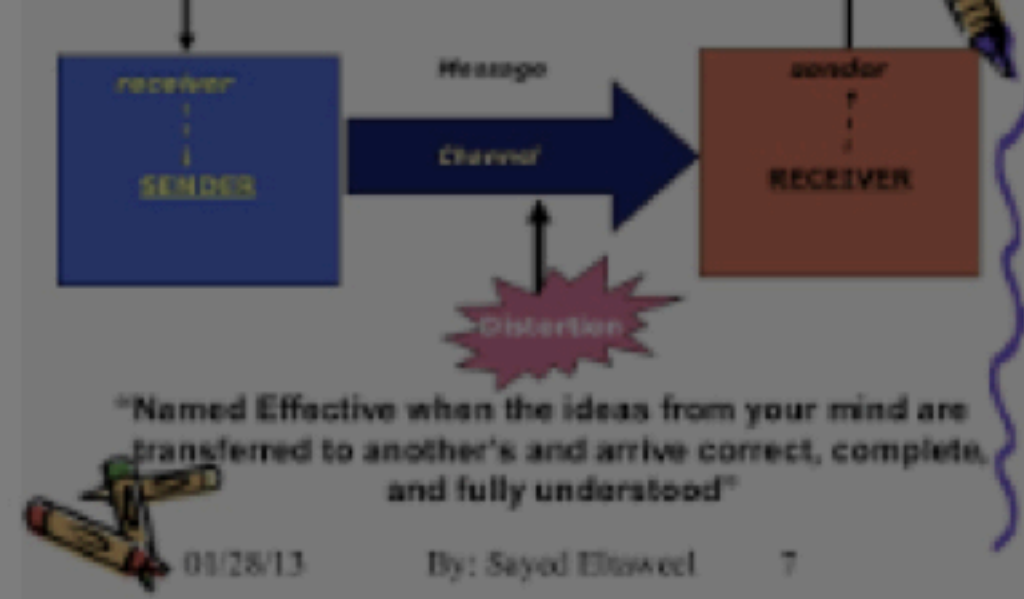 Message
receiver
sender
Channel
SENDER
RECEIVER
Distortion
"Named Effective when the ideas from your mind are
transferred to another's and arrive correct, complete,
and fully understood"
01/28/13 By: Sayed Eltaweel 7